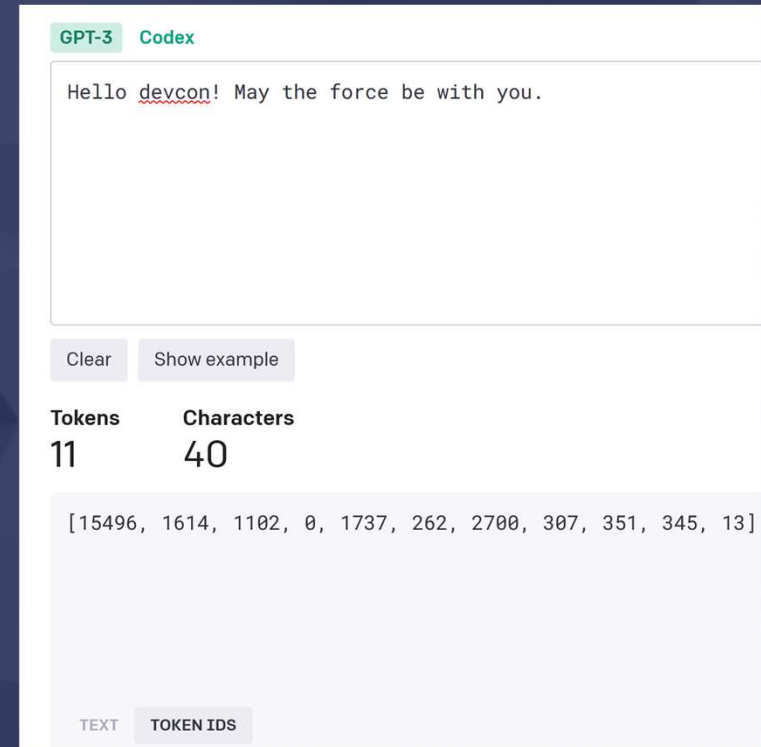 GPT-3 Codex
Hello devcon! May the force be with you.
Clear Show example
Tokens Characters
11 40
[15496, 1614, 1102, 0, 1737, 262, 2700, 307, 351, 345, 13]
TEXT TOKEN IDS